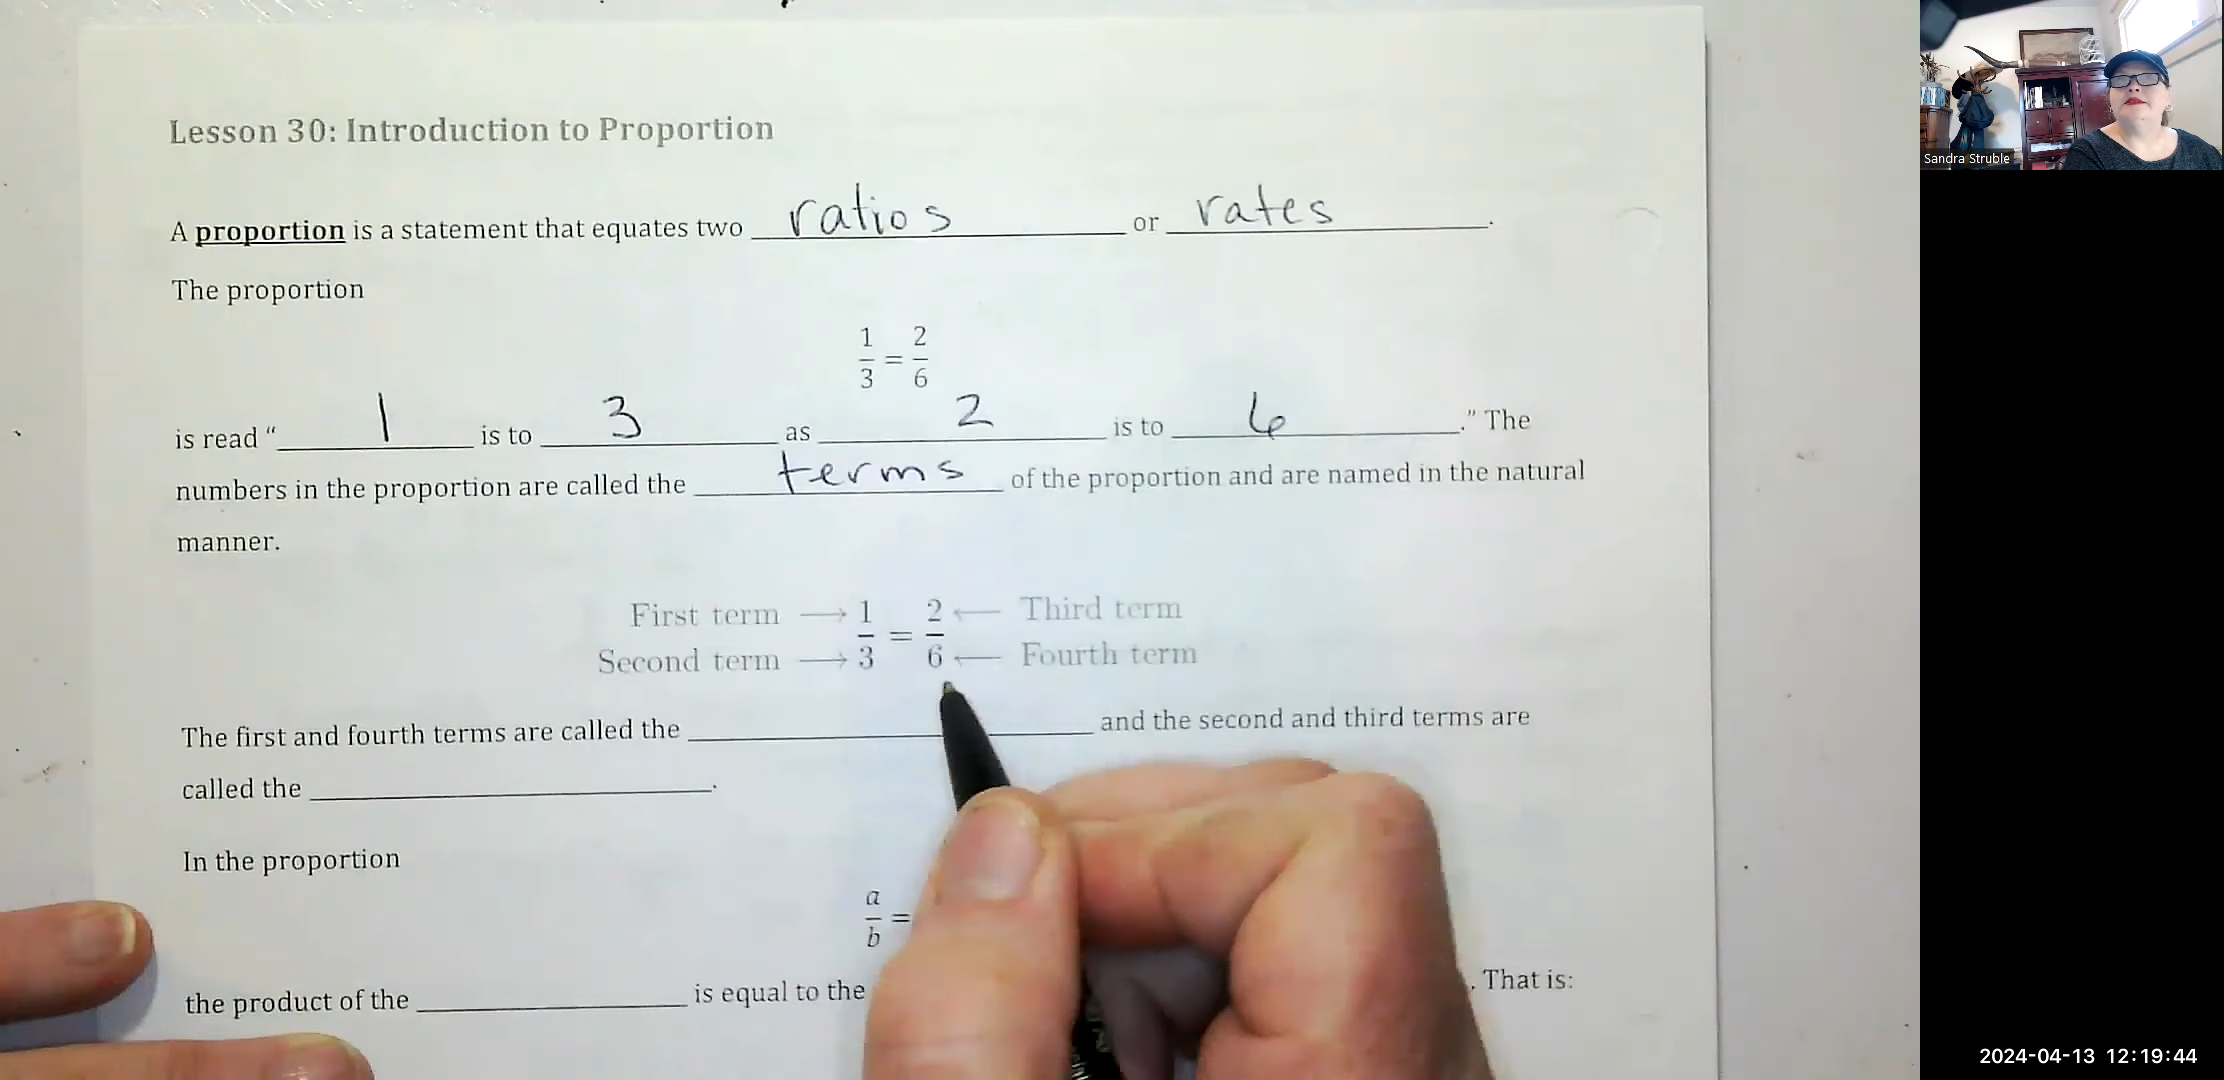 Lesson 30: Introduction to Proportion
A proportion is a statement that equates two ratios or rates.
The proportion
1/3 = 2/6
is read “ 1 is to 3 as 2 is to 6 .” The
numbers in the proportion are called the terms of the proportion and are named in the natural
manner.
First term → 1/3 = 2/6 ← Third term
Second term → ← Fourth term
The first and fourth terms are called the ____ and the second and third terms are
called the ____.
In the proportion
a/b =
the product of the ____ is equal to the . That is:
Sandra Struble
2024-04-13 12:19:44